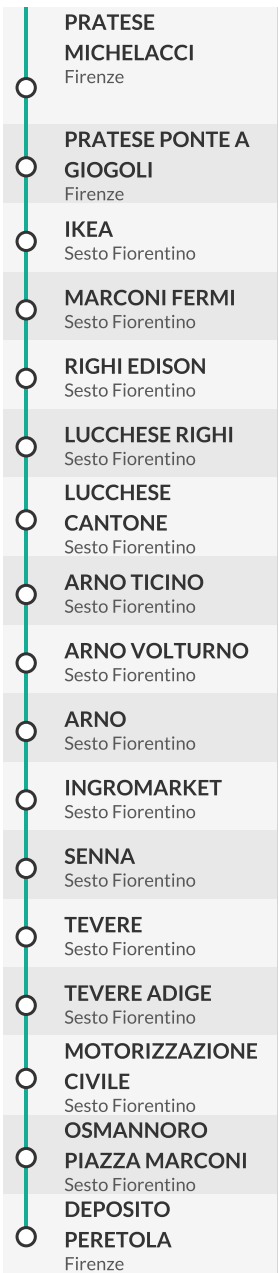 PRATESE
MICHELACCI
Firenze
PRATESE PONTE A
GIOGOLI
Firenze
IKEA
Sesto Fiorentino
MARCONI FERMI
Sesto Fiorentino
RIGHI EDISON
Sesto Fiorentino
LUCCHESE RIGHI
Sesto Fiorentino
LUCCHESE
CANTONE
Sesto Fiorentino
ARNO TICINO
Sesto Fiorentino
ARNO VOLTURNO
Sesto Fiorentino
ARNO
Sesto Fiorentino
INGROMARKET
Sesto Fiorentino
SENNA
Sesto Fiorentino
TEVERE
Sesto Fiorentino
TEVERE ADIGE
Sesto Fiorentino
MOTORIZZAZIONE
CIVILE
Sesto Fiorentino
OSMANNORO
PIAZZA MARCONI
Sesto Fiorentino
DEPOSITO
PERETOLA
Firenze